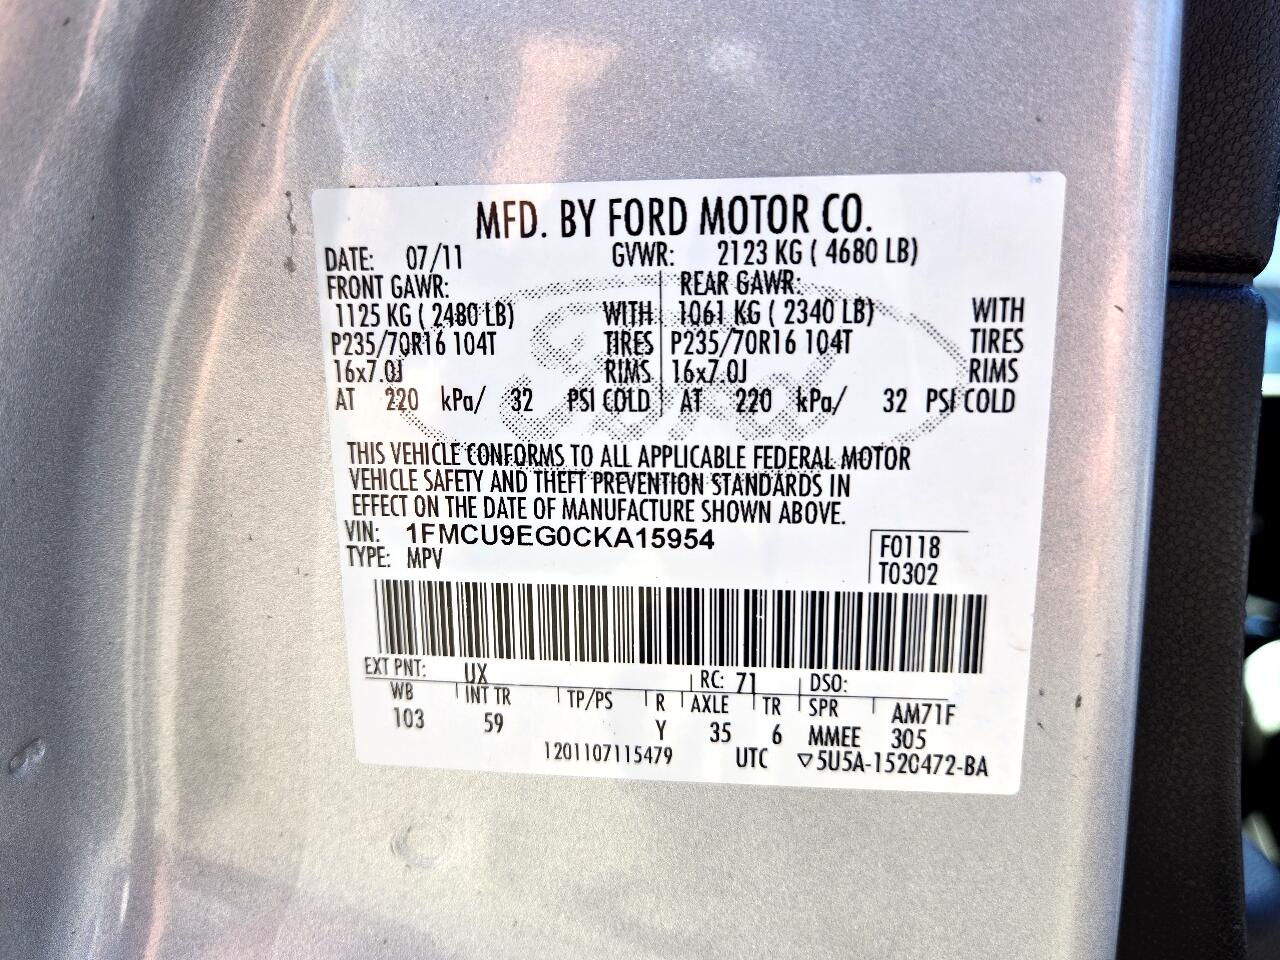 MFD. BY FORD MOTOR CO.
DATE: 07/11 GVWR: 2123 KG ( 4680 LB)
FRONT GAWR: REAR GAWR:
1125 KG ( 2480 LB) WITH 1061 KG ( 2340 LB) WITH
P235/70R16 104T TIRES P235/70R16 104T TIRES
16x7.0J RIMS 16x7.0J RIMS
AT 220 kPa/ 32 PSI COLD AT 220 kPa/ 32 PSI COLD
Ford
THIS VEHICLE CONFORMS TO ALL APPLICABLE FEDERAL MOTOR
VEHICLE SAFETY AND THEFT PREVENTION STANDARDS IN
EFFECT ON THE DATE OF MANUFACTURE SHOWN ABOVE.
VIN: 1FMCU9EG0CKA15954
TYPE: MPV
F0118
T0302
EXT PNT: UX RC: 71 DSO:
WB INT TR TP/PS R AXLE TR SPR AM71F
103 59 Y 35 6 MMEE 305
1201107115479 UTC ▽5U5A-1520472-BA